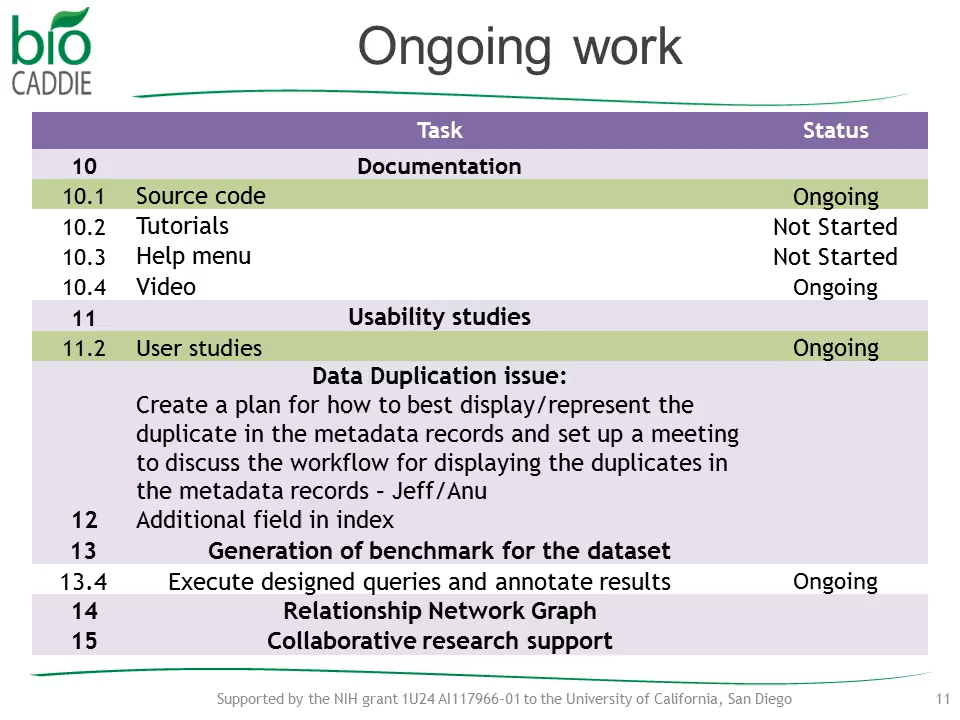 bio
CADDIE
Ongoing work
Task Status
10 Documentation
10.1 Source code Ongoing
10.2 Tutorials Not Started
10.3 Help menu Not Started
10.4 Video Ongoing
11 Usability studies
11.2 User studies Ongoing
Data Duplication issue:
Create a plan for how to best display/represent the
duplicate in the metadata records and set up a meeting
to discuss the workflow for displaying the duplicates in
the metadata records – Jeff/Anu
12 Additional field in index
13 Generation of benchmark for the dataset
13.4 Execute designed queries and annotate results Ongoing
14 Relationship Network Graph
15 Collaborative research support
Supported by the NIH grant 1U24 AI117966-01 to the University of California, San Diego 11